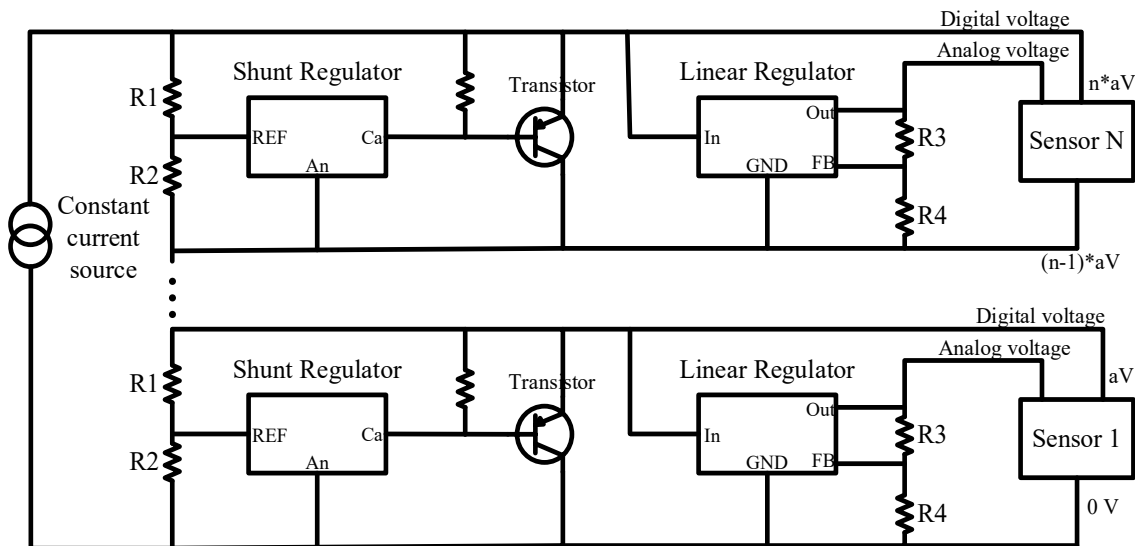 Digital voltage
Analog voltage
Shunt Regulator
Transistor
Linear Regulator
n*aV
R1
REF
Ca
An
R2
In
Out
GND
FB
R3
R4
Sensor N
Constant
current
source
(n-1)*aV
Digital voltage
Analog voltage
Shunt Regulator
Transistor
Linear Regulator
aV
R1
REF
Ca
An
R2
In
Out
GND
FB
R3
R4
Sensor 1
0 V